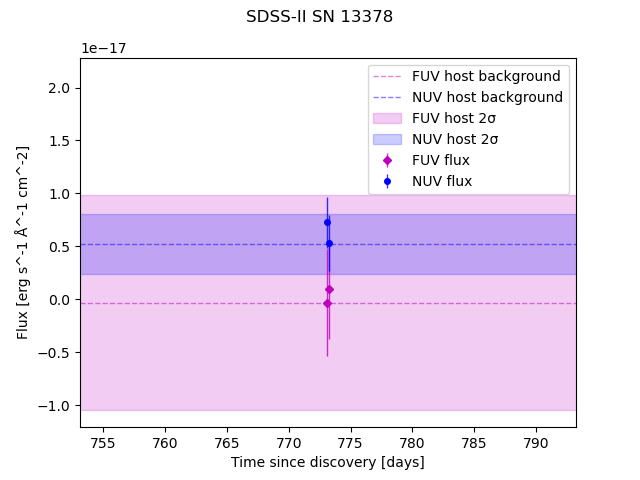 SDSS-II SN 13378
1e−17
FUV host background
NUV host background
FUV host 2σ
NUV host 2σ
FUV flux
NUV flux
2.0
1.5
1.0
0.5
0.0
−0.5
−1.0
Flux [erg s^-1 Å^-1 cm^-2]
755 760 765 770 775 780 785 790
Time since discovery [days]